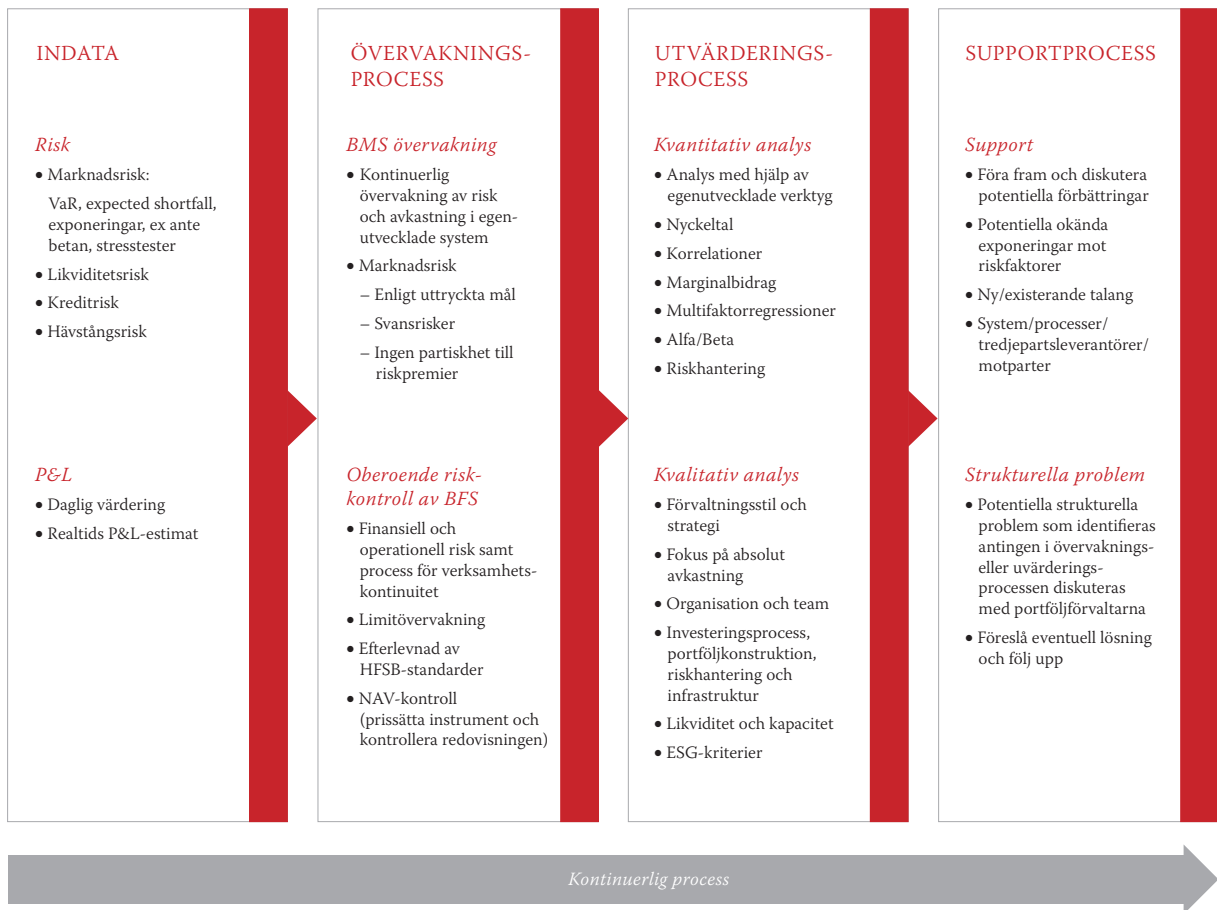 INDATA
Risk
• Marknadsrisk:
VaR, expected shortfall,
exponeringar, ex ante
betan, stresstester
• Likviditetsrisk
• Kreditrisk
• Hävstångsrisk
P&L
• Daglig värdering
• Realtids P&L-estimat
ÖVERVAKNINGS-
PROCESS
BMS övervakning
• Kontinuerlig
övervakning av risk
och avkastning i egen-
utvecklade system
• Marknadsrisk
– Enligt uttryckta mål
– Svansrisker
– Ingen partiskhet till
riskpremier
Oberoende risk-
kontroll av BFS
• Finansiell och
operationell risk samt
process för verksamhets-
kontinuitet
• Limitövervakning
• Efterlevnad av
HFSB-standarder
• NAV-kontroll
(prissätta instrument och
kontrollera redovisningen)
UTVÄRDERINGS-
PROCESS
Kvantitativ analys
• Analys med hjälp av
egenutvecklade verktyg
• Nyckeltal
• Korrelationer
• Marginalbidrag
• Multifaktorregressioner
• Alfa/Beta
• Riskhantering
Kvalitativ analys
• Förvaltningsstil och
strategi
• Fokus på absolut
avkastning
• Organisation och team
• Investeringsprocess,
portföljkonstruktion,
riskhantering och
infrastruktur
• Likviditet och kapacitet
• ESG-kriterier
SUPPORTPROCESS
Support
• Föra fram och diskutera
potentiella förbättringar
• Potentiella okända
exponeringar mot
riskfaktorer
• Ny/existerande talang
• System/processer/
tredjepartsleverantörer/
motparter
Strukturella problem
• Potentiella strukturella
problem som identifieras
antingen i övervaknings-
eller uvärderings-
processen diskuteras
med portföljförvaltarna
• Föreslå eventuell lösning
och följ upp
Kontinuerlig process